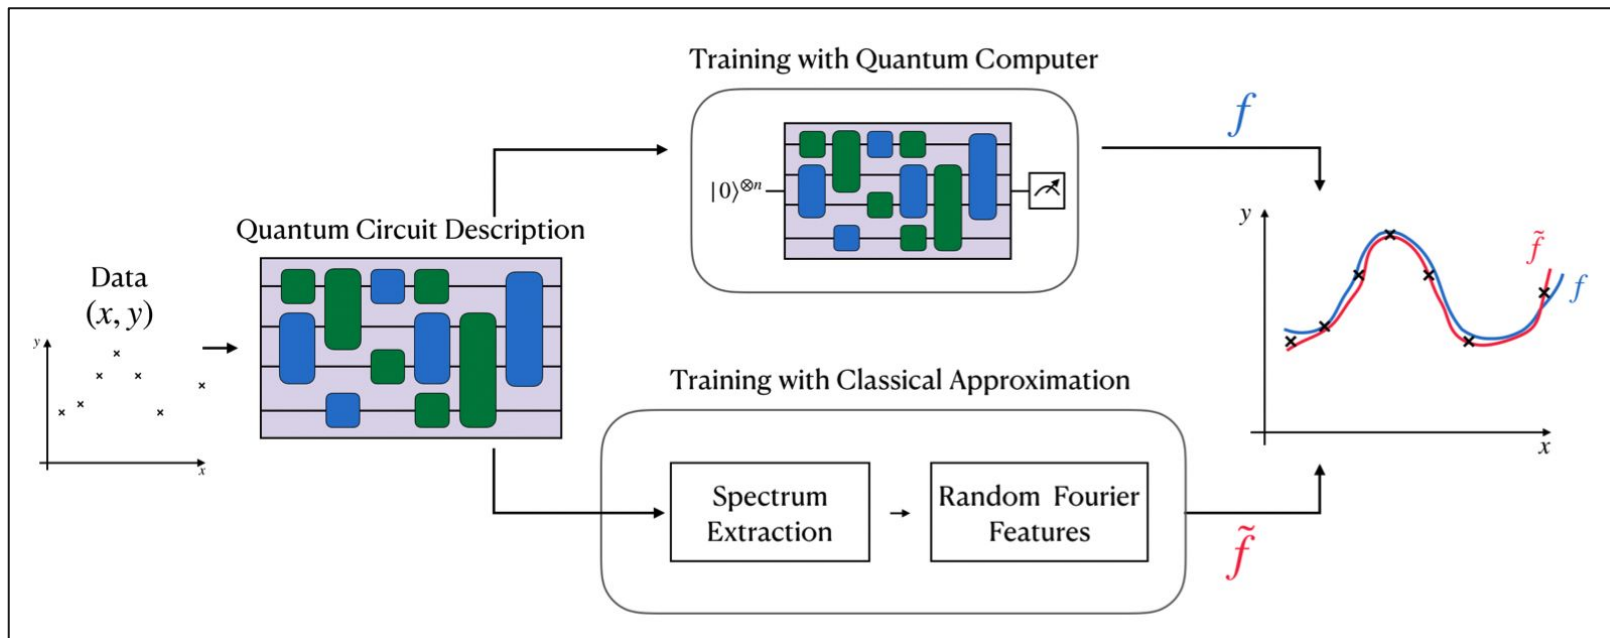 Training with Quantum Computer
|0⟩⊗n
f
Quantum Circuit Description
Data
(x, y)
y
x
Training with Classical Approximation
Spectrum
Extraction
Random Fourier
Features
f̃
y
f̃
f
x